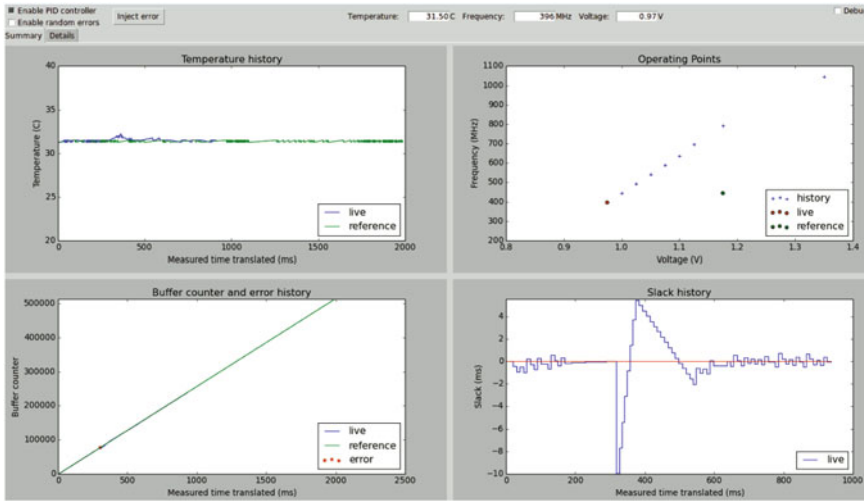 Enable PID controller
Enable random errors
Inject error
Temperature: 31.50 C Frequency: 396 MHz Voltage: 0.97 V
Debu
Summary Details
Temperature history
40
35
30
25
20
Temperature (C)
0 500 1000 1500 2000
Measured time translated (ms)
live
reference
Operating Points
1100
1000
900
800
700
600
500
400
300
200
Frequency (MHz)
0.8 0.9 1.0 1.1 1.2 1.3 1.4
Voltage (V)
history
live
reference
Buffer counter and error history
500000
400000
300000
200000
100000
0
Buffer counter
0 500 1000 1500 2000 2500
Measured time translated (ms)
live
reference
error
Slack history
4
2
0
−2
−4
−6
−8
−10
Slack (ms)
0 200 400 600 800 1000
Measured time translated (ms)
live